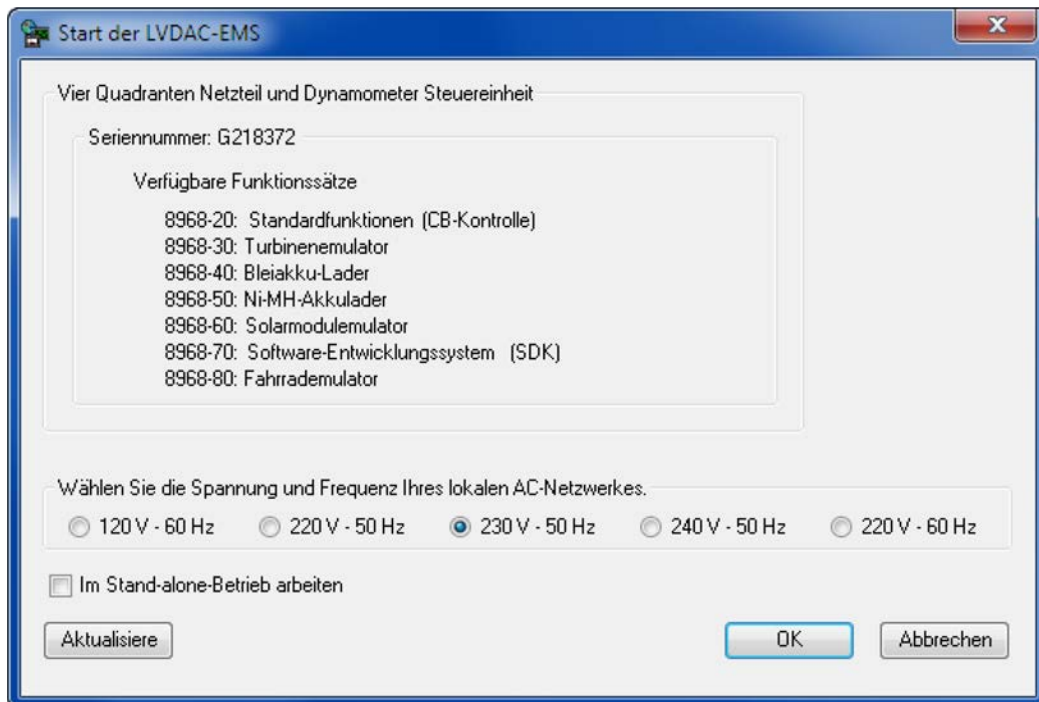 Start der LVDAC-EMS
Vier Quadranten Netzteil und Dynamometer Steuereinheit
Seriennummer: G218372
Verfügbare Funktionssätze
8968-20: Standardfunktionen (CB-Kontrolle)
8968-30: Turbinenemulator
8968-40: Bleiakku-Lader
8968-50: Ni-MH-Akkulader
8968-60: Solarmodulemulator
8968-70: Software-Entwicklungssystem (SDK)
8968-80: Fahrrademulator
Wählen Sie die Spannung und Frequenz Ihres lokalen AC-Netzwerkes.
120 V - 60 Hz 220 V - 50 Hz 230 V - 50 Hz 240 V - 50 Hz 220 V - 60 Hz
Im Stand-alone-Betrieb arbeiten
Aktualisiere OK Abbrechen